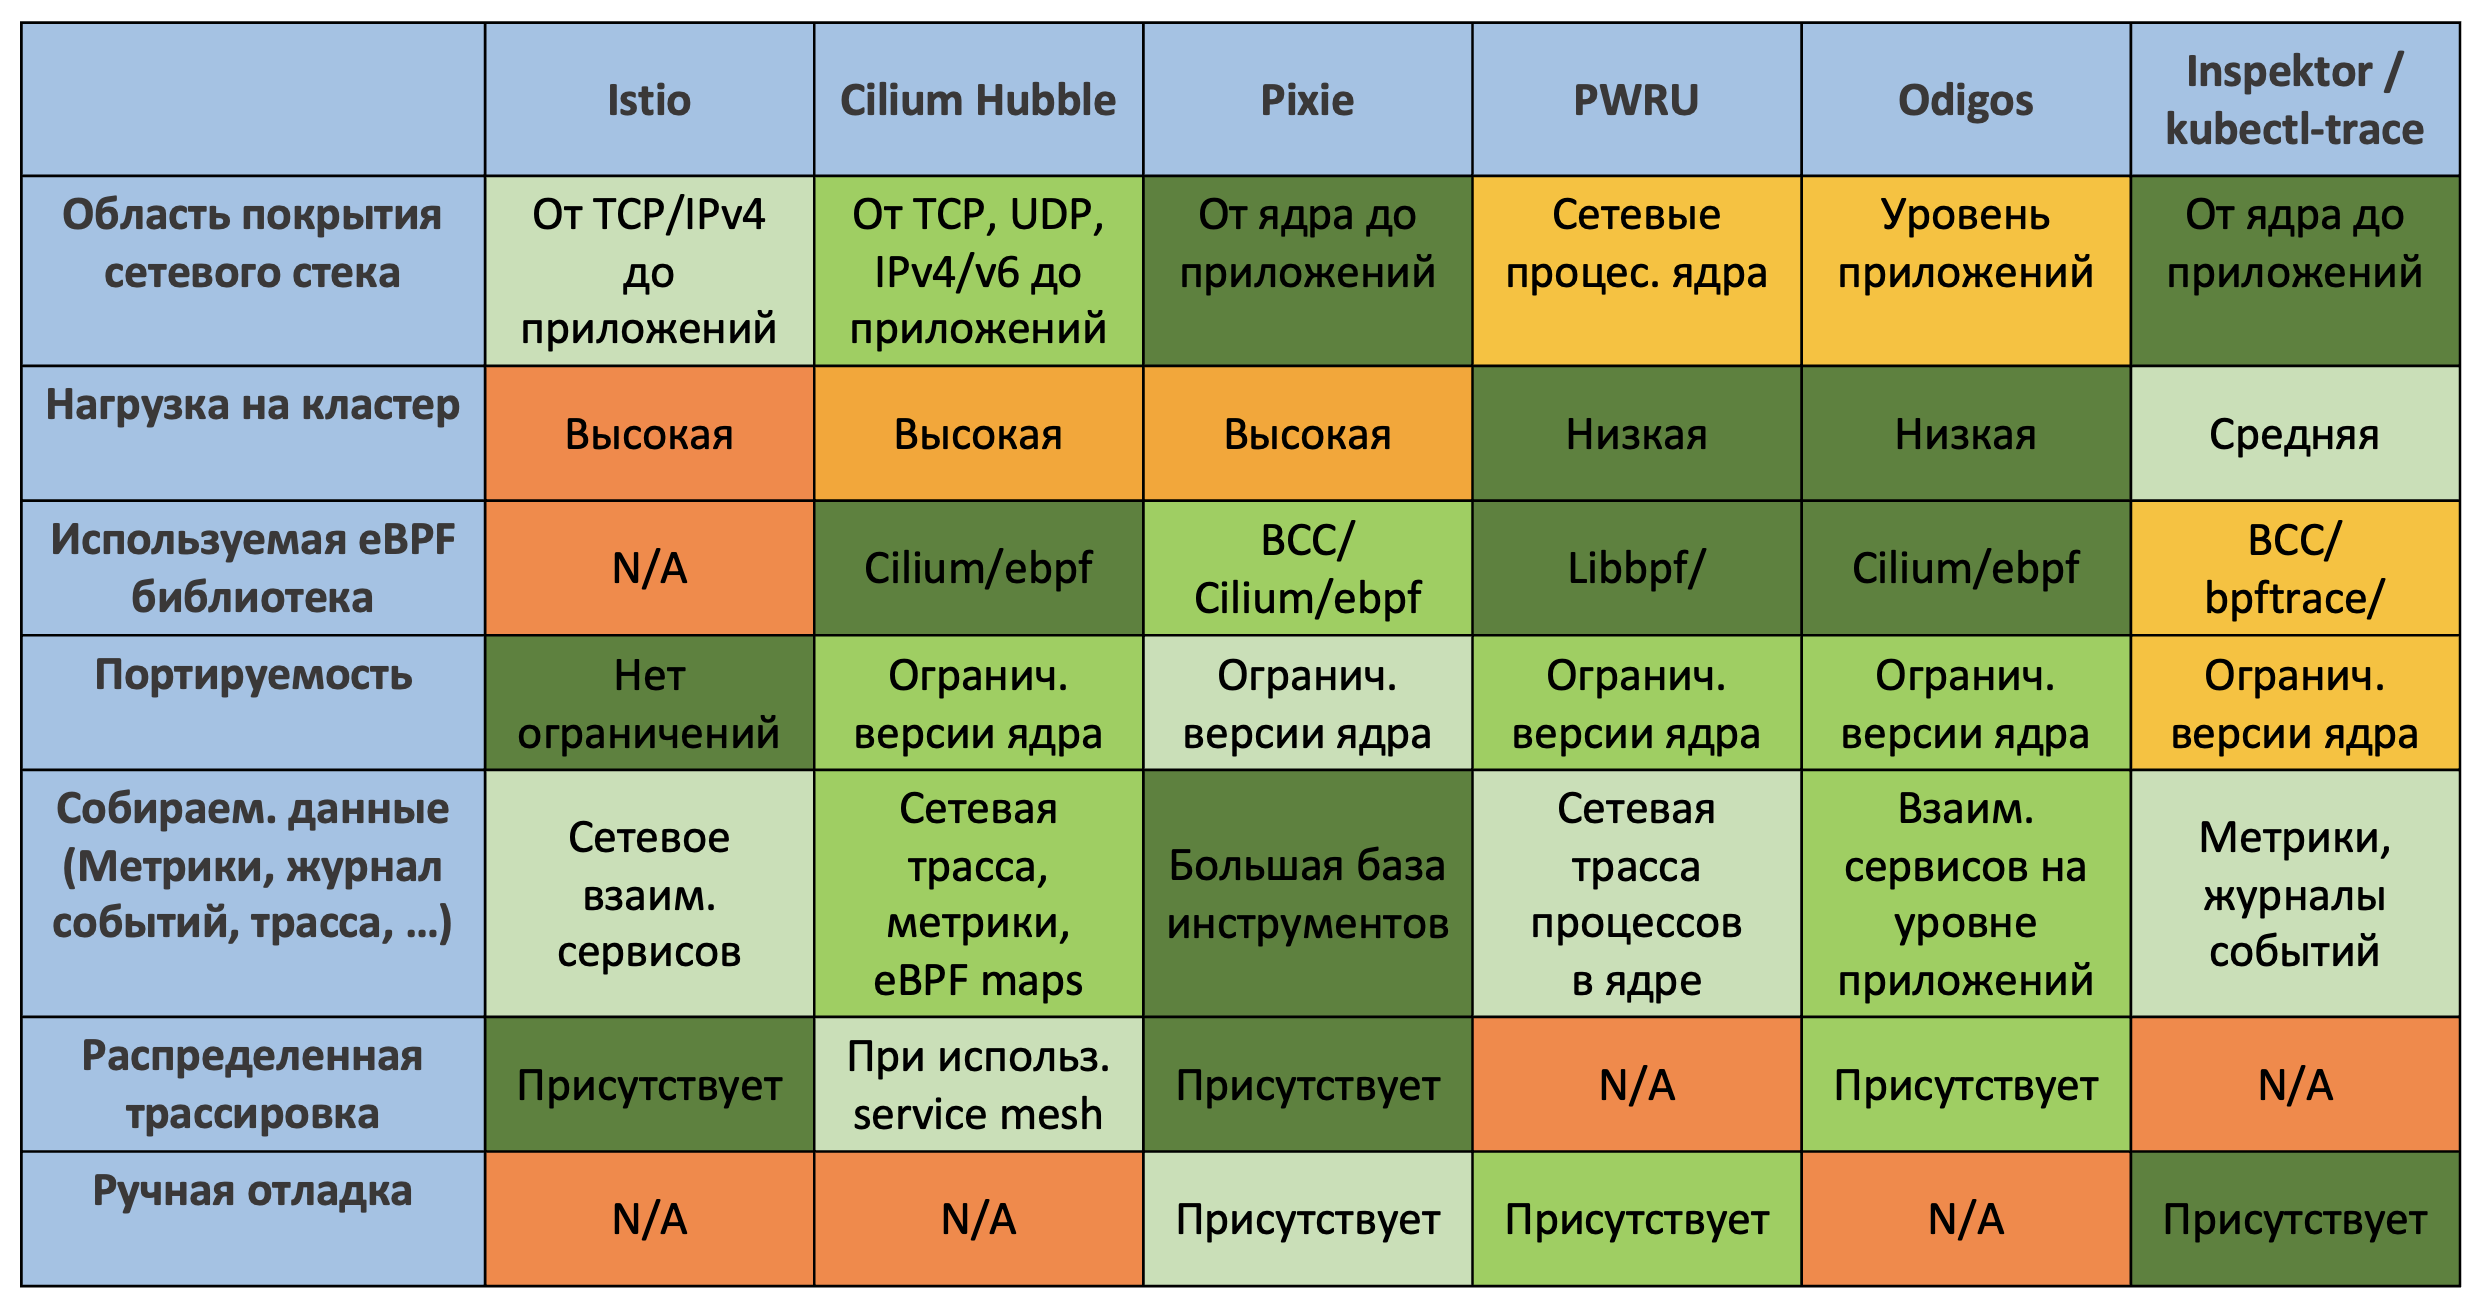 Istio
Cilium Hubble
Pixie
PWRU
Odigos
Inspektor /
kubectl-trace
Область покрытия
сетевого стека
От TCP/IPv4
до
приложений
От TCP, UDP,
IPv4/v6 до
приложений
От ядра до
приложений
Сетевые
процес. ядра
Уровень
приложений
От ядра до
приложений
Нагрузка на кластер
Высокая
Высокая
Высокая
Низкая
Низкая
Средняя
Используемая eBPF
библиотека
N/A
Cilium/ebpf
BCC/
Cilium/ebpf
Libbpf/
Cilium/ebpf
BCC/
bpftrace/
Портируемость
Нет
ограничений
Огранич.
версии ядра
Огранич.
версии ядра
Огранич.
версии ядра
Огранич.
версии ядра
Огранич.
версии ядра
Собираем. данные
(Метрики, журнал
событий, трасса, ...)
Сетевое
взаим.
сервисов
Сетевая
трасса,
метрики,
eBPF maps
Большая база
инструментов
Сетевая
трасса
процессов
в ядре
Взаим.
сервисов на
уровне
приложений
Метрики,
журналы
событий
Распределенная
трассировка
Присутствует
При использ.
service mesh
Присутствует
N/A
Присутствует
N/A
Ручная отладка
N/A
N/A
Присутствует
Присутствует
N/A
Присутствует